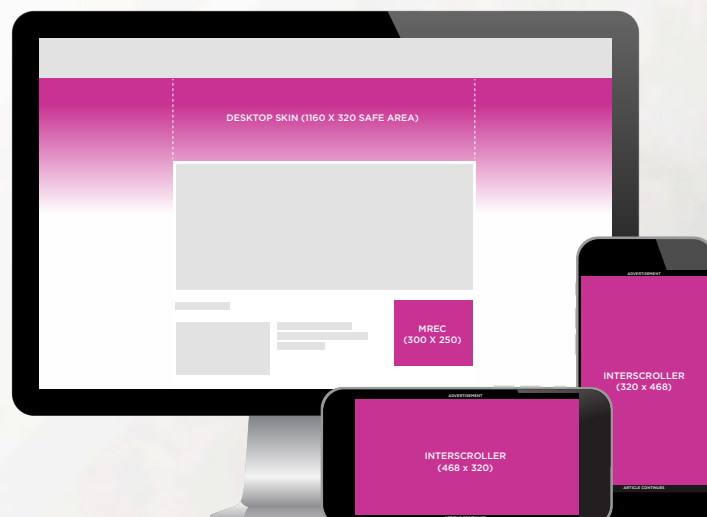 DESKTOP SKIN (1160 X 320 SAFE AREA)
MREC
(300 X 250)
ADVERTISEMENT
INTERSCROLLER
(320 x 468)
ARTICLE CONTINUES
ADVERTISEMENT
INTERSCROLLER
(468 x 320)